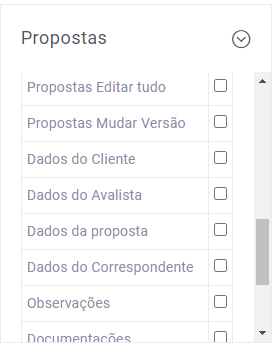 Propostas
Propostas Editar tudo
Propostas Mudar Versão
Dados do Cliente
Dados do Avalista
Dados da proposta
Dados do Correspondente
Observações
Documentações